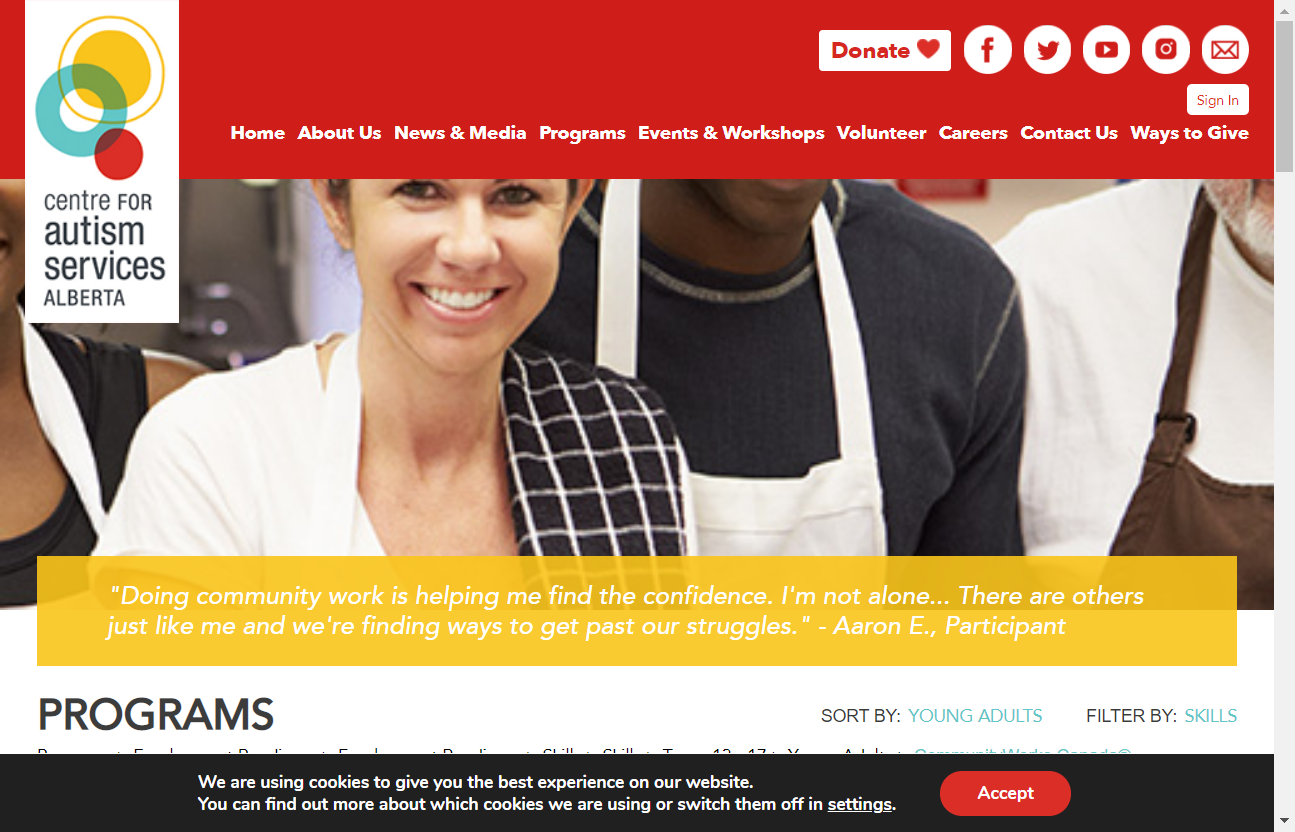 centre FOR
autism
services
ALBERTA
Donate
Sign In
Home About Us News & Media Programs Events & Workshops Volunteer Careers Contact Us Ways to Give
"Doing community work is helping me find the confidence. I'm not alone... There are others
just like me and we're finding ways to get past our struggles." - Aaron E., Participant
PROGRAMS
SORT BY: YOUNG ADULTS FILTER BY: SKILLS
We are using cookies to give you the best experience on our website.
You can find out more about which cookies we are using or switch them off in settings.
Accept